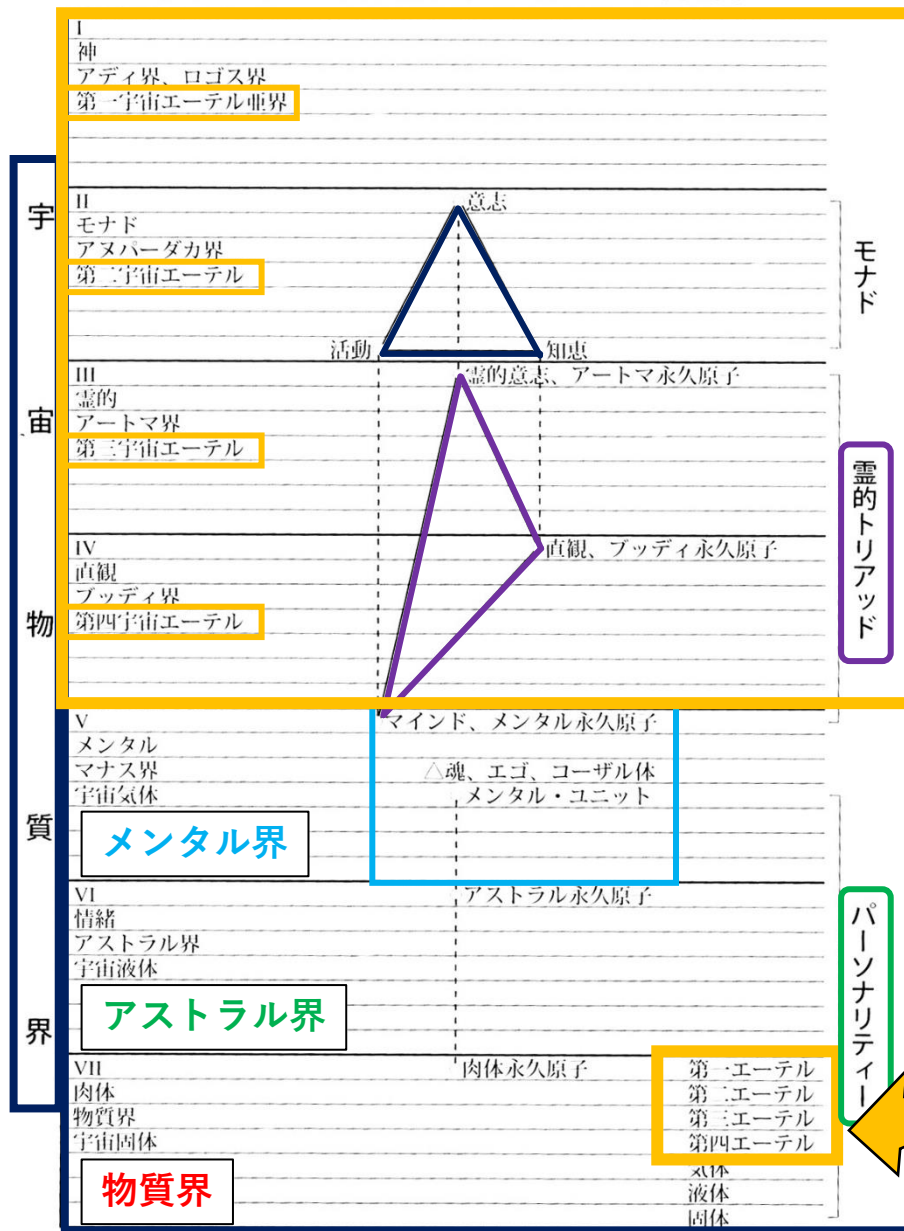 宇宙物質界
I
神
アディ界、ロゴス界
第一宇宙エーテル亜界
II
意志
モナド
アヌパーダカ界
第二宇宙エーテル
活動
知恵
モナド
III
霊的意志、アートマ永久原子
霊的
アートマ界
第三宇宙エーテル
IV
直観、ブッディ永久原子
直観
ブッディ界
第四宇宙エーテル
霊的トリアッド
V
マインド、メンタル永久原子
メンタル
マナス界
△魂、エゴ、コーザル体
宇宙気体
メンタル・ユニット
メンタル界
VI
アストラル永久原子
情緒
アストラル界
宇宙液体
アストラル界
パーソナリティー
VII
肉体永久原子
第一エーテル
肉体
第二エーテル
物質界
第三エーテル
宇宙固体
第四エーテル
気体
物質界
液体
固体